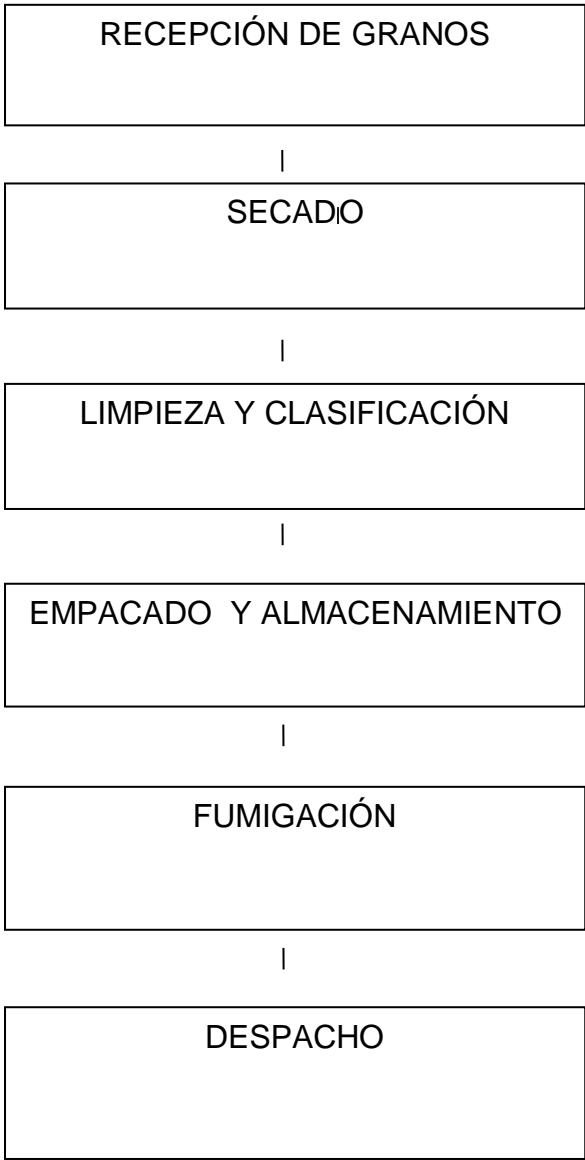 RECEPCIÓN DE GRANOS
SECADO
LIMPIEZA Y CLASIFICACIÓN
EMPACADO Y ALMACENAMIENTO
FUMIGACIÓN
DESPACHO